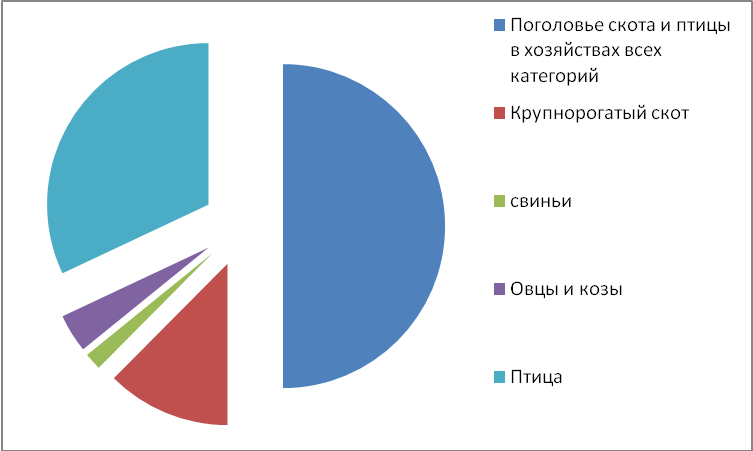 Поголовье скота и птицы
в хозяйствах всех
категорий
Крупнорогатый скот
свиньи
Овцы и козы
Птица